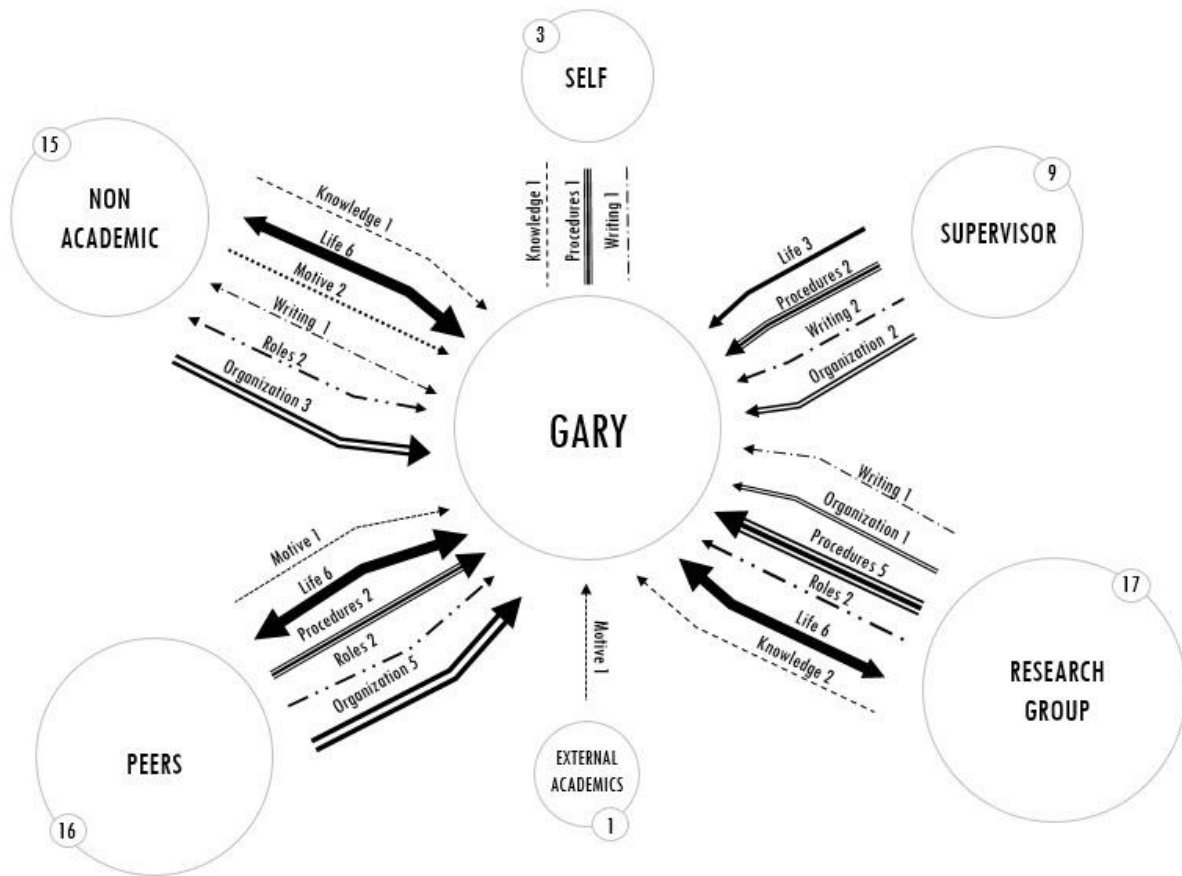 3
SELF
15
NON
ACADEMIC
9
SUPERVISOR
Knowledge 1
Life 6
Motive 2
Writing 1
Roles 2
Organization 3
Knowledge 1
Procedures 1
Writing 1
Life 3
Procedures 2
Writing 2
Organization 2
GARY
Motive 1
Life 6
Procedures 2
Roles 2
Organization 5
Writing 1
Organization 1
Procedures 5
Roles 2
Life 6
Knowledge 2
Motive 1
PEERS
16
EXTERNAL
ACADEMICS
1
17
RESEARCH
GROUP